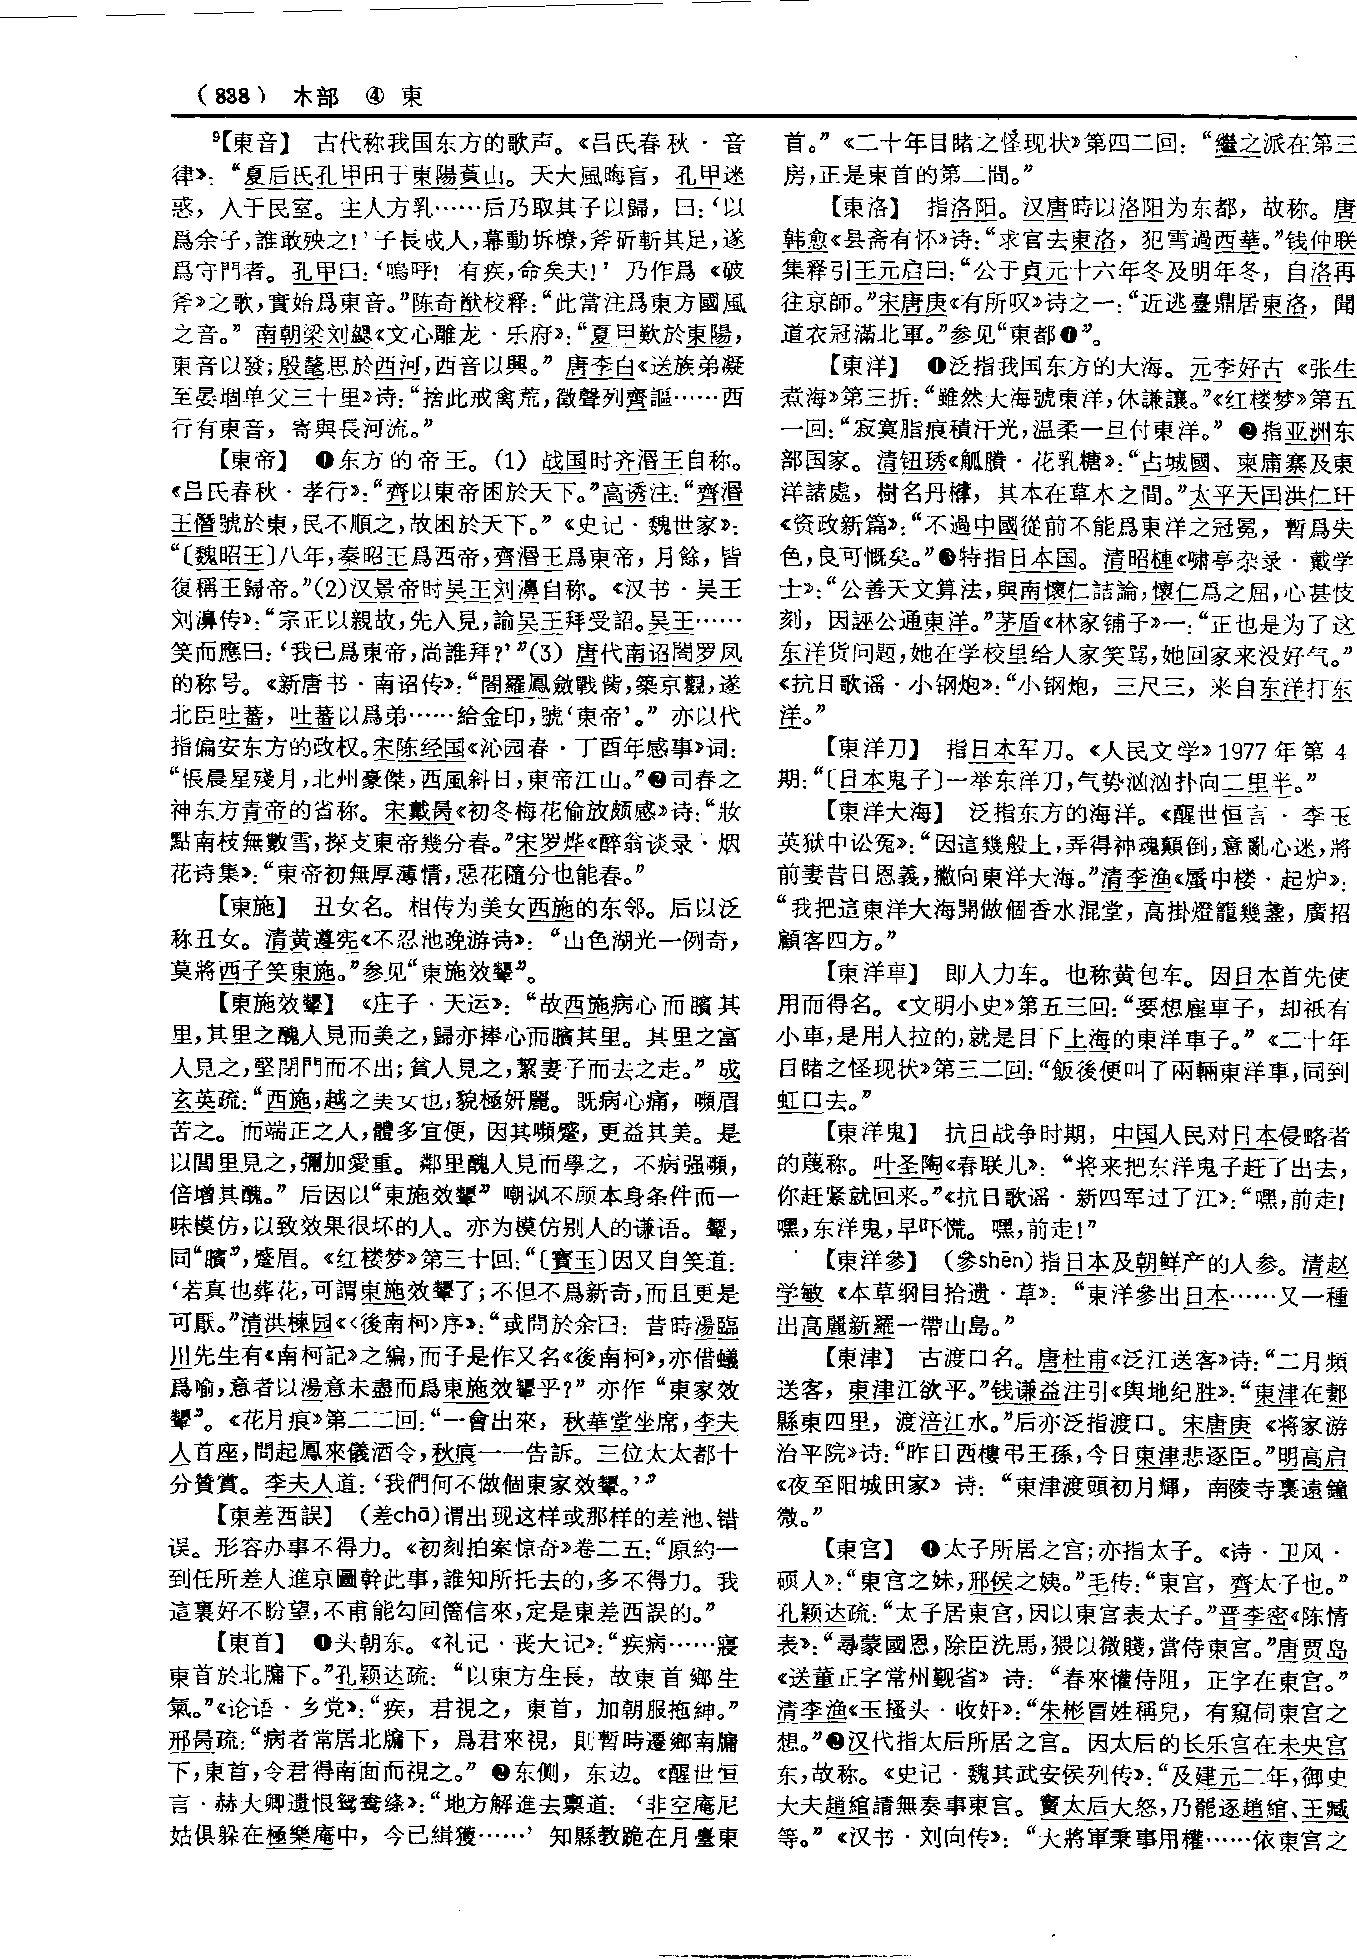 （838） 木部 ④ 東
⁹【東音】 古代称我国东方的歌声。《吕氏春秋·音
律》：“夏后氏孔甲田于東陽萯山。天大風晦盲，孔甲迷
惑，入于民室。主人方乳……后乃取其子以歸，曰：‘以
爲余子，誰敢殃之！’子長成人，幕動坼橑，斧斫斬其足，遂
爲守門者。孔甲曰：‘嗚呼！有疾，命矣夫！’乃作爲《破
斧》之歌，實始爲東音。”陈奇猷校释：“此當注爲東方國風
之音。”南朝梁刘勰《文心雕龙·乐府》：“夏甲歎於東陽，
東音以發；殷氂思於西河，西音以興。”唐李白《送族弟凝
至晏堌单父三十里》诗：“捨此戒禽荒，徵聲列齊謳……西
行有東音，寄與長河流。”
【東帝】 ❶东方的帝王。(1)战国时齐湣王自称。
《吕氏春秋·孝行》：“齊以東帝困於天下。”高诱注：“齊湣
王僭號於東，民不順之，故困於天下。”《史记·魏世家》：
“〔魏昭王〕八年，秦昭王爲西帝，齊湣王爲東帝，月餘，皆
復稱王歸帝。”(2)汉景帝时吴王刘濞自称。《汉书·吴王
刘濞传》：“宗正以親故，先入見，諭吴王拜受詔。吴王……
笑而應曰：‘我已爲東帝，尚誰拜？’”(3)唐代南诏閤罗凤
的称号。《新唐书·南诏传》：“閤羅鳳斂戰胔，築京觀，遂
北臣吐蕃，吐蕃以爲弟……給金印，號‘東帝’。”亦以代
指偏安东方的政权。宋陈经国《沁园春·丁酉年感事》词：
“悵晨星殘月，北州豪傑，西風斜日，東帝江山。”❷司春之
神东方青帝的省称。宋戴昺《初冬梅花偷放颇感》诗：“妝
點南枝無數雪，探支東帝幾分春。”宋罗烨《醉翁谈录·烟
花诗集》：“東帝初無厚薄情，惡花隨分也能春。”
【東施】 丑女名。相传为美女西施的东邻。后以泛
称丑女。清黄遵宪《不忍池晚游诗》：“山色湖光一例奇，
莫將西子笑東施。”参见“東施效顰”。
【東施效顰】 《庄子·天运》：“故西施病心而矉其
里，其里之醜人見而美之，歸亦捧心而矉其里。其里之富
人見之，堅閉門而不出；貧人見之，絜妻子而去之走。”成
玄英疏：“西施，越之美女也，貌極妍麗。既病心痛，嚬眉
苦之。而端正之人，體多宜便，因其嚬蹙，更益其美。是
以閭里見之，彌加愛重。鄰里醜人見而學之，不病强嚬，
倍增其醜。”后因以“東施效顰”嘲讽不顾本身条件而一
味模仿，以致效果很坏的人。亦为模仿别人的谦语。顰，
同“矉”，蹙眉。《红楼梦》第三十回：“〔寶玉〕因又自笑道：
‘若真也葬花，可謂東施效顰了；不但不爲新奇，而且更是
可厭。”清洪楝园《〈後南柯〉序》：“或問於余曰：昔時湯臨
川先生有《南柯記》之编，而子是作又名《後南柯》，亦借蟻
爲喻，意者以湯意未盡而爲東施效顰乎？”亦作“東家效
顰”。《花月痕》第二二回：“一會出來，秋華堂坐席，李夫
人首座，問起鳳來儀酒令，秋痕一一告訴。三位太太都十
分贊賞。李夫人道：‘我們何不做個東家效顰。’”
【東差西誤】 (差chā)谓出现这样或那样的差池、错
误。形容办事不得力。《初刻拍案惊奇》卷二五：“原約一
到任所差人進京圖幹此事，誰知所托去的，多不得力。我
這裏好不盼望，不甫能勾回箇信來，定是東差西誤的。”
【東首】 ❶头朝东。《礼记·丧大记》：“疾病……寢
東首於北牖下。”孔颖达疏：“以東方生長，故東首鄉生
氣。”《论语·乡党》：“疾，君視之，東首，加朝服拖紳。”
邢昺疏：“病者常居北牖下，爲君來視，則暫時遷鄉南牖
下，東首，令君得南面而視之。”❷东侧，东边。《醒世恒
言·赫大卿遗恨鸳鸯绦》：“地方解進去禀道：‘非空庵尼
姑俱躲在極樂庵中，今已緝獲……’知縣教跪在月臺東
首。”《二十年目睹之怪现状》第四二回：“繼之派在第三
房，正是東首的第二間。”
【東洛】 指洛阳。汉唐時以洛阳为东都，故称。唐
韩愈《县斋有怀》诗：“求官去東洛，犯雪過西華。”钱仲联
集释引王元启曰：“公于貞元十六年冬及明年冬，自洛再
往京師。”宋唐庚《有所叹》诗之一：“近逃臺鼎居東洛，聞
道衣冠滿北軍。”参见“東都❶”。
【東洋】 ❶泛指我国东方的大海。元李好古《张生
煮海》第三折：“雖然大海號東洋，休謙讓。”《红楼梦》第五
一回：“寂寞脂痕積汗光，温柔一旦付東洋。”❷指亚洲东
部国家。清钮琇《觚賸·花乳糖》：“占城國、柬庸寨及東
洋諸處，樹名丹㯶，其本在草木之間。”太平天囯洪仁玕
《资政新篇》：“不過中國從前不能爲東洋之冠冕，暫爲失
色，良可慨矣。”❸特指日本国。清昭槤《啸亭杂录·戴学
士》：“公善天文算法，與南懷仁詰論，懷仁爲之屈，心甚忮
刻，因誣公通東洋。”茅盾《林家铺子》一：“正也是为了这
东洋货问题，她在学校里给人家笑骂，她回家来没好气。”
《抗日歌谣·小钢炮》：“小钢炮，三尺三，来自东洋打东
洋。”
【東洋刀】 指日本军刀。《人民文学》1977年第4
期：“〔日本鬼子〕一举东洋刀，气势汹汹扑向二里半。”
【東洋大海】 泛指东方的海洋。《醒世恒言·李玉
英狱中讼冤》：“因這幾般上，弄得神魂顛倒，意亂心迷，將
前妻昔日恩義，撇向東洋大海。”清李渔《蜃中楼·起炉》：
“我把這東洋大海開做個香水混堂，高掛燈籠幾盞，廣招
顧客四方。”
【東洋車】 即人力车。也称黄包车。因日本首先使
用而得名。《文明小史》第五三回：“要想雇車子，却祇有
小車，是用人拉的，就是目下上海的東洋車子。”《二十年
目睹之怪现状》第三二回：“飯後便叫了兩輛東洋車，同到
虹口去。”
【東洋鬼】 抗日战争时期，中国人民对日本侵略者
的蔑称。叶圣陶《春联儿》：“将来把东洋鬼子赶了出去，
你赶紧就回来。”《抗日歌谣·新四军过了江》：“嘿，前走！
嘿，东洋鬼，早吓慌。嘿，前走！”
【東洋參】 (參shēn)指日本及朝鲜产的人参。清赵
学敏《本草纲目拾遗·草》：“東洋參出日本……又一種
出高麗新羅一帶山島。”
【東津】 古渡口名。唐杜甫《泛江送客》诗：“二月頻
送客，東津江欲平。”钱谦益注引《舆地纪胜》：“東津在郪
縣東四里，渡涪江水。”后亦泛指渡口。宋唐庚《将家游
治平院》诗：“昨日西樓弔王孫，今日東津悲逐臣。”明高启
《夜至阳城田家》诗：“東津渡頭初月輝，南陵寺裏遠鐘
微。”
【東宫】 ❶太子所居之宫；亦指太子。《诗·卫风·
硕人》：“東宫之妹，邢侯之姨。”毛传：“東宫，齊太子也。”
孔颖达疏：“太子居東宫，因以東宫表太子。”晋李密《陈情
表》：“尋蒙國恩，除臣洗馬，猥以微賤，當侍東宫。”唐贾岛
《送董正字常州觐省》诗：“春來懽侍阻，正字在東宫。”
清李渔《玉搔头·收奸》：“朱彬冒姓稱兒，有窺伺東宫之
想。”❷汉代指太后所居之宫。因太后的长乐宫在未央宫
东，故称。《史记·魏其武安侯列传》：“及建元二年，御史
大夫趙綰請無奏事東宫。竇太后大怒，乃罷逐趙綰、王臧
等。”《汉书·刘向传》：“大將軍秉事用權……依東宫之